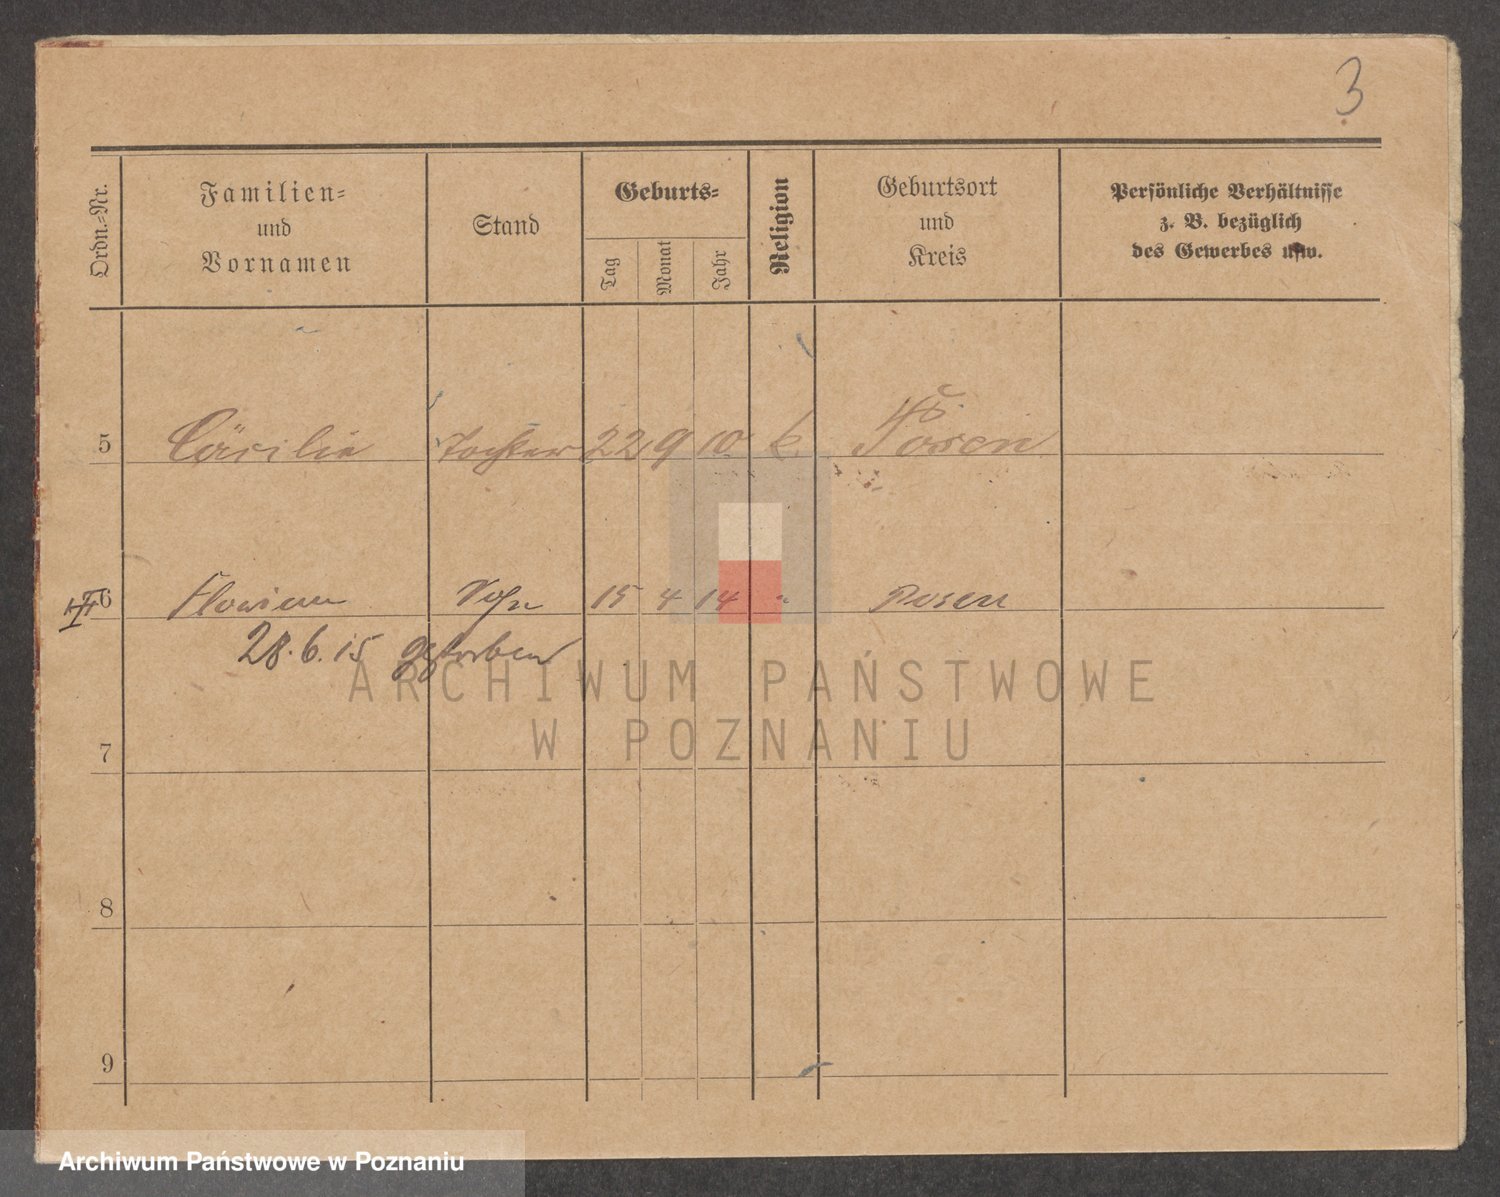 3
Ordn.=Nr.
Familien=
und
Vornamen
Stand
Geburts=
Tag
Monat
Jahr
Religion
Geburtsort
und
Kreis
Persönliche Verhältnisse
z. B. bezüglich
des Gewerbes usw.
5 Cäcilie Tochter 22 9 10 k. Posen
6 Florian Sohn 15 4 14 " Posen
28.6.15 gestorben
7
8
9
ARCHIWUM PAŃSTWOWE
W POZNANIU
Archiwum Państwowe w Poznaniu